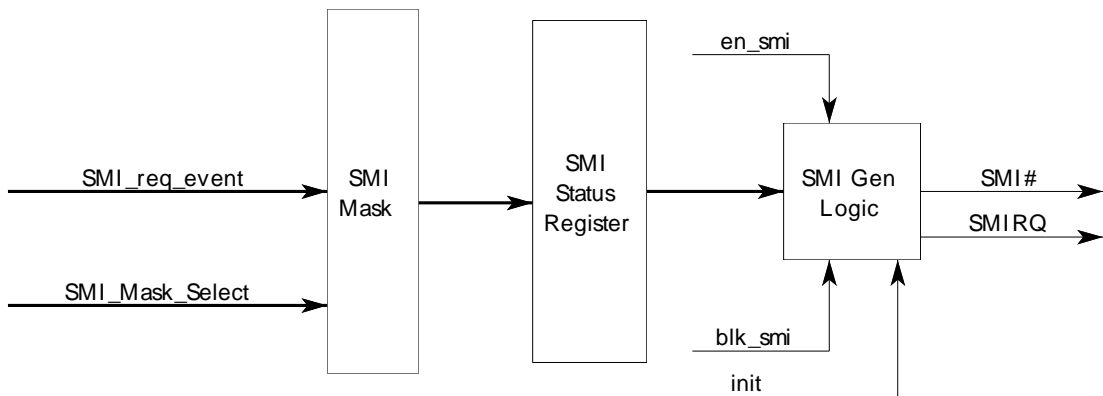 en_smi
SMI_req_event
SMI
Mask
SMI
Status
Register
SMI Gen
Logic
SMI#
SMIRQ
SMI_Mask_Select
blk_smi
init